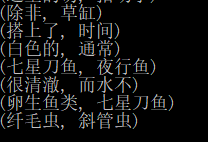 (除非, 草缸)
(搭上了, 时间)
(白色的, 通常)
(七星刀鱼, 夜行鱼)
(很清澈, 而水不)
(卵生鱼类, 七星刀鱼)
(纤毛虫, 斜管虫)